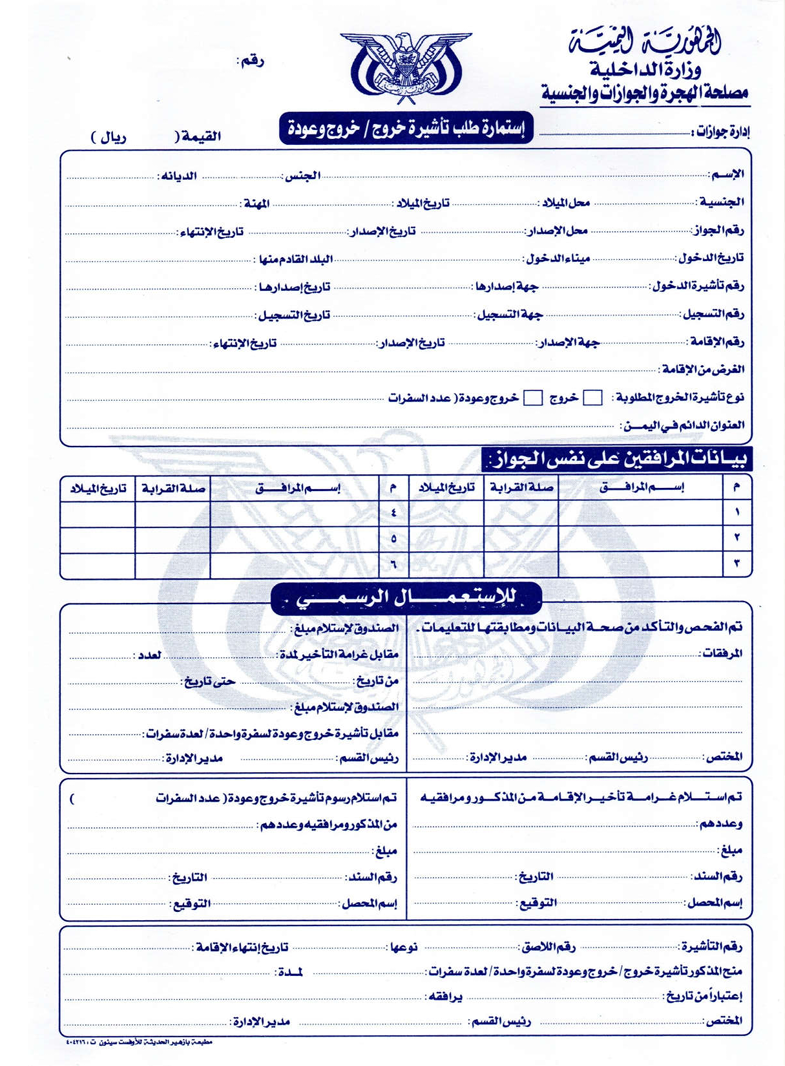 الجمهورية اليمنية
وزارة الداخلية
مصلحة الهجرة والجوازات والجنسية
رقم:
إدارة جوازات:
إستمارة طلب تأشيرة خروج / خروج وعودة
القيمة ( ريال )
الإسم: الجنس: الديانه:
الجنسية: محل الميلاد: تاريخ الميلاد: المهنة:
رقم الجواز: محل الإصدار: تاريخ الإصدار: تاريخ الإنتهاء:
تاريخ الدخول: ميناء الدخول: البلد القادم منها:
رقم تأشيرة الدخول: جهة إصدارها: تاريخ إصدارها:
رقم التسجيل: جهة التسجيل: تاريخ التسجيل:
رقم الإقامة: جهة الإصدار: تاريخ الإصدار: تاريخ الإنتهاء:
الغرض من الإقامة:
نوع تأشيرة الخروج المطلوبة: خروج خروج وعودة ( عدد السفرات
العنوان الدائم في اليمن:
بيانات المرافقين على نفس الجواز:
م إسم المرافق صلة القرابة تاريخ الميلاد م إسم المرافق صلة القرابة تاريخ الميلاد
١ ٤
٢ ٥
٣ ٦
للإستعمال الرسمي
تم الفحص والتأكد من صحة البيانات ومطابقتها للتعليمات.
المرفقات:
المختص: رئيس القسم: مدير الإدارة:
الصندوق لإستلام مبلغ:
مقابل غرامة التأخير لمدة: لعدد:
من تاريخ: حتى تاريخ:
الصندوق لإستلام مبلغ:
مقابل تأشيرة خروج وعودة لسفرة واحدة / لعدة سفرات:
رئيس القسم: مدير الإدارة:
تم استلام غرامة تأخير الإقامة من المذكور ومرافقيه
وعددهم:
مبلغ:
رقم السند: التاريخ:
إسم المحصل: التوقيع:
تم استلام رسوم تأشيرة خروج وعودة ( عدد السفرات )
من المذكور ومرافقيه وعددهم:
مبلغ:
رقم السند: التاريخ:
إسم المحصل: التوقيع:
رقم التأشيرة: رقم اللاصق: نوعها: تاريخ إنتهاء الإقامة:
منح المذكور تأشيرة خروج / خروج وعودة لسفرة واحدة / لعدة سفرات: لمدة:
إعتباراً من تاريخ: يرافقه:
المختص: رئيس القسم: مدير الإدارة:
مطبعة بازهير الحديثة للأوفست سيئون ت: ٤٠٤٢١٦